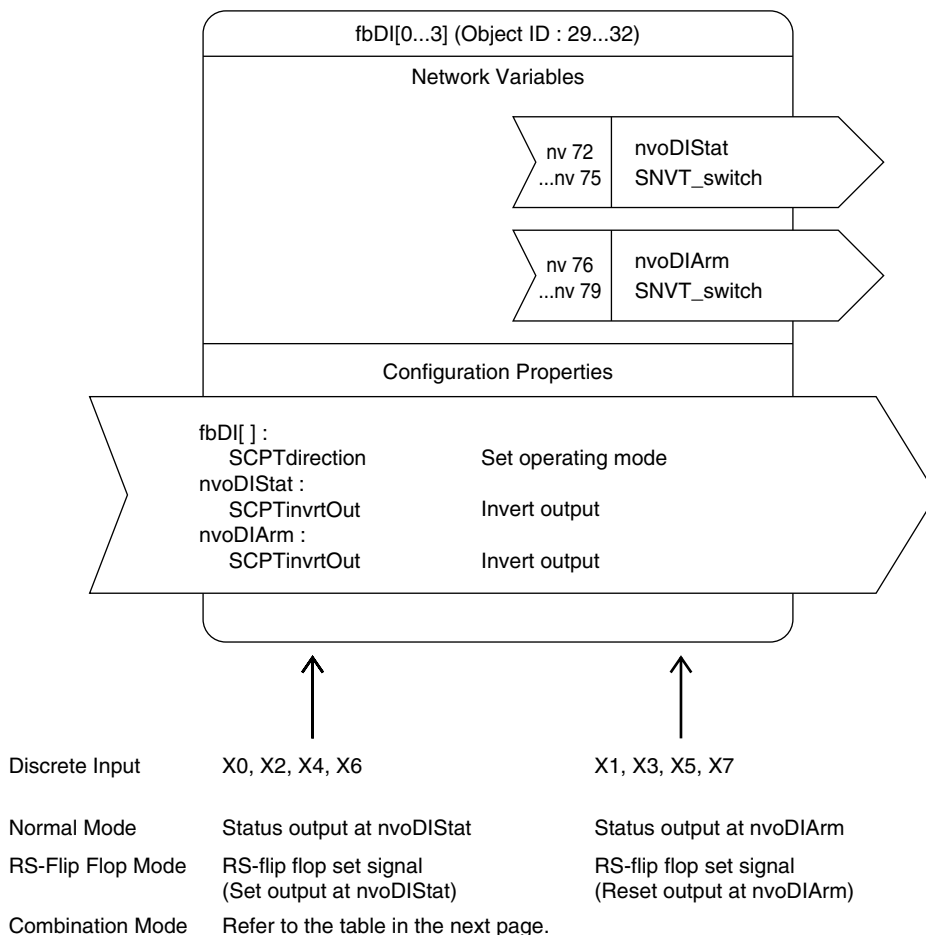 fbDI[0...3] (Object ID : 29...32)
Network Variables
nv 72 nvoDIStat
...nv 75 SNVT_switch
nv 76 nvoDIArm
...nv 79 SNVT_switch
Configuration Properties
fbDI[ ] :
SCPTdirection Set operating mode
nvoDIStat :
SCPTinvrtOut Invert output
nvoDIArm :
SCPTinvrtOut Invert output
Discrete Input X0, X2, X4, X6 X1, X3, X5, X7
Normal Mode Status output at nvoDIStat Status output at nvoDIArm
RS-Flip Flop Mode RS-flip flop set signal RS-flip flop set signal
(Set output at nvoDIStat) (Reset output at nvoDIArm)
Combination Mode Refer to the table in the next page.